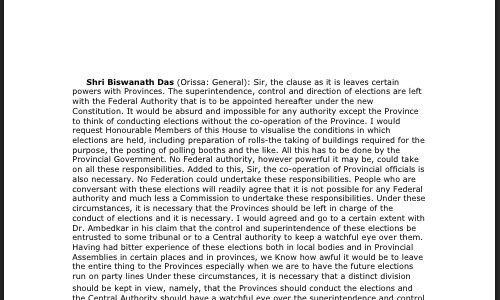 Shri Biswanath Das (Orissa: General): Sir, the clause as it is leaves certain
powers with Provinces. The superintendence, control and direction of elections are left
with the Federal Authority that is to be appointed hereafter under the new
Constitution. It would be absurd and impossible for any authority except the Province
to think of conducting elections without the co-operation of the Province. I would
request Honourable Members of this House to visualise the conditions in which
elections are held, including preparation of rolls-the taking of buildings required for the
purpose, the posting of polling booths and the like. All this has to be done by the
Provincial Government. No Federal authority, however powerful it may be, could take
on all these responsibilities. Added to this, Sir, the co-operation of Provincial officials is
also necessary. No Federation could undertake these responsibilities. People who are
conversant with these elections will readily agree that it is not possible for any Federal
authority and much less a Commission to undertake these responsibilities. Under these
circumstances, it is necessary that the Provinces should be left in charge of the
conduct of elections and it is necessary. I would agreed and go to a certain extent with
Dr. Ambedkar in his claim that the control and superintendence of these elections be
entrusted to some tribunal or to a Central authority to keep a watchful eye over them.
Having had bitter experience of these elections both in local bodies and in Provincial
Assemblies in certain places and in provinces, we Know how awful it would be to leave
the entire thing to the Provinces especially when we are to have the future elections
run on party lines Under these circumstances, it is necessary that a distinct division
should be kept in view, namely, that the Provinces should conduct the elections and
the Central Authority should have a watchful eye over the superintendence and control